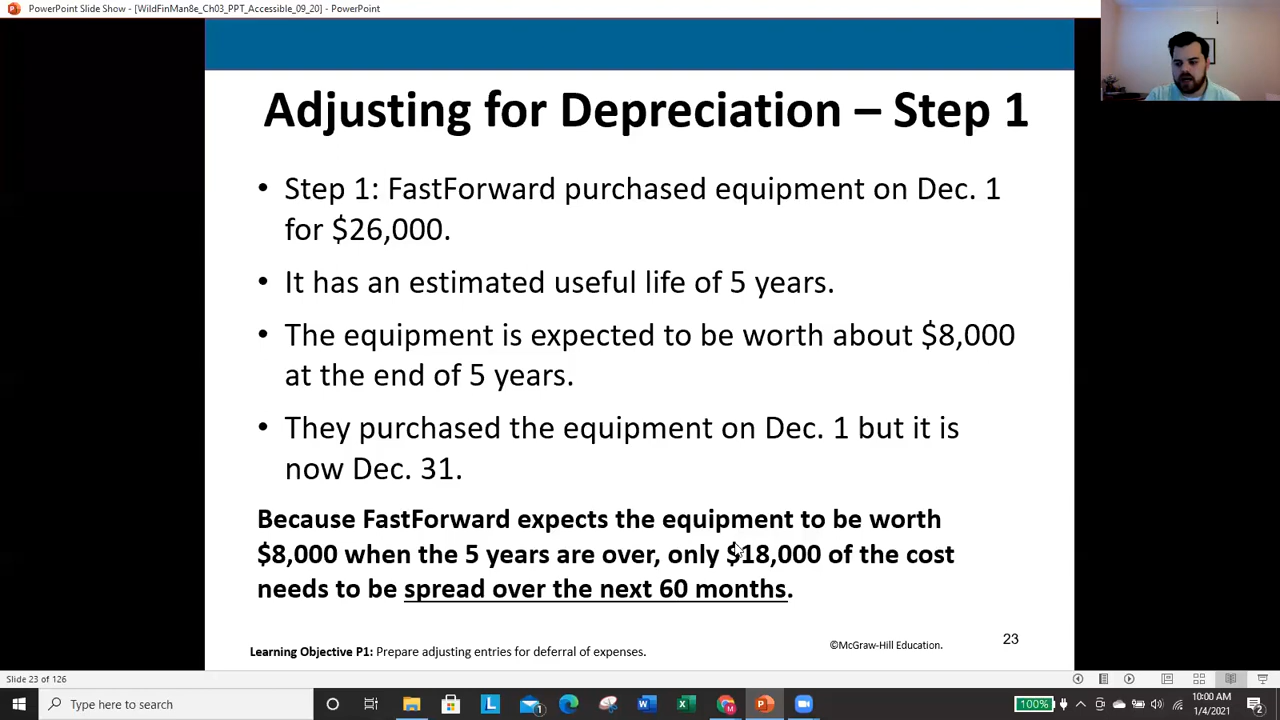 PowerPoint Slide Show - [WildFinMan8e_Ch03_PPT_Accessible_09_20] - PowerPoint
Adjusting for Depreciation – Step 1
• Step 1: FastForward purchased equipment on Dec. 1
for $26,000.
• It has an estimated useful life of 5 years.
• The equipment is expected to be worth about $8,000
at the end of 5 years.
• They purchased the equipment on Dec. 1 but it is
now Dec. 31.
Because FastForward expects the equipment to be worth
$8,000 when the 5 years are over, only $18,000 of the cost
needs to be spread over the next 60 months.
©McGraw-Hill Education.
23
Learning Objective P1: Prepare adjusting entries for deferral of expenses.
Slide 23 of 126
Type here to search
100%
10:00 AM
1/4/2021